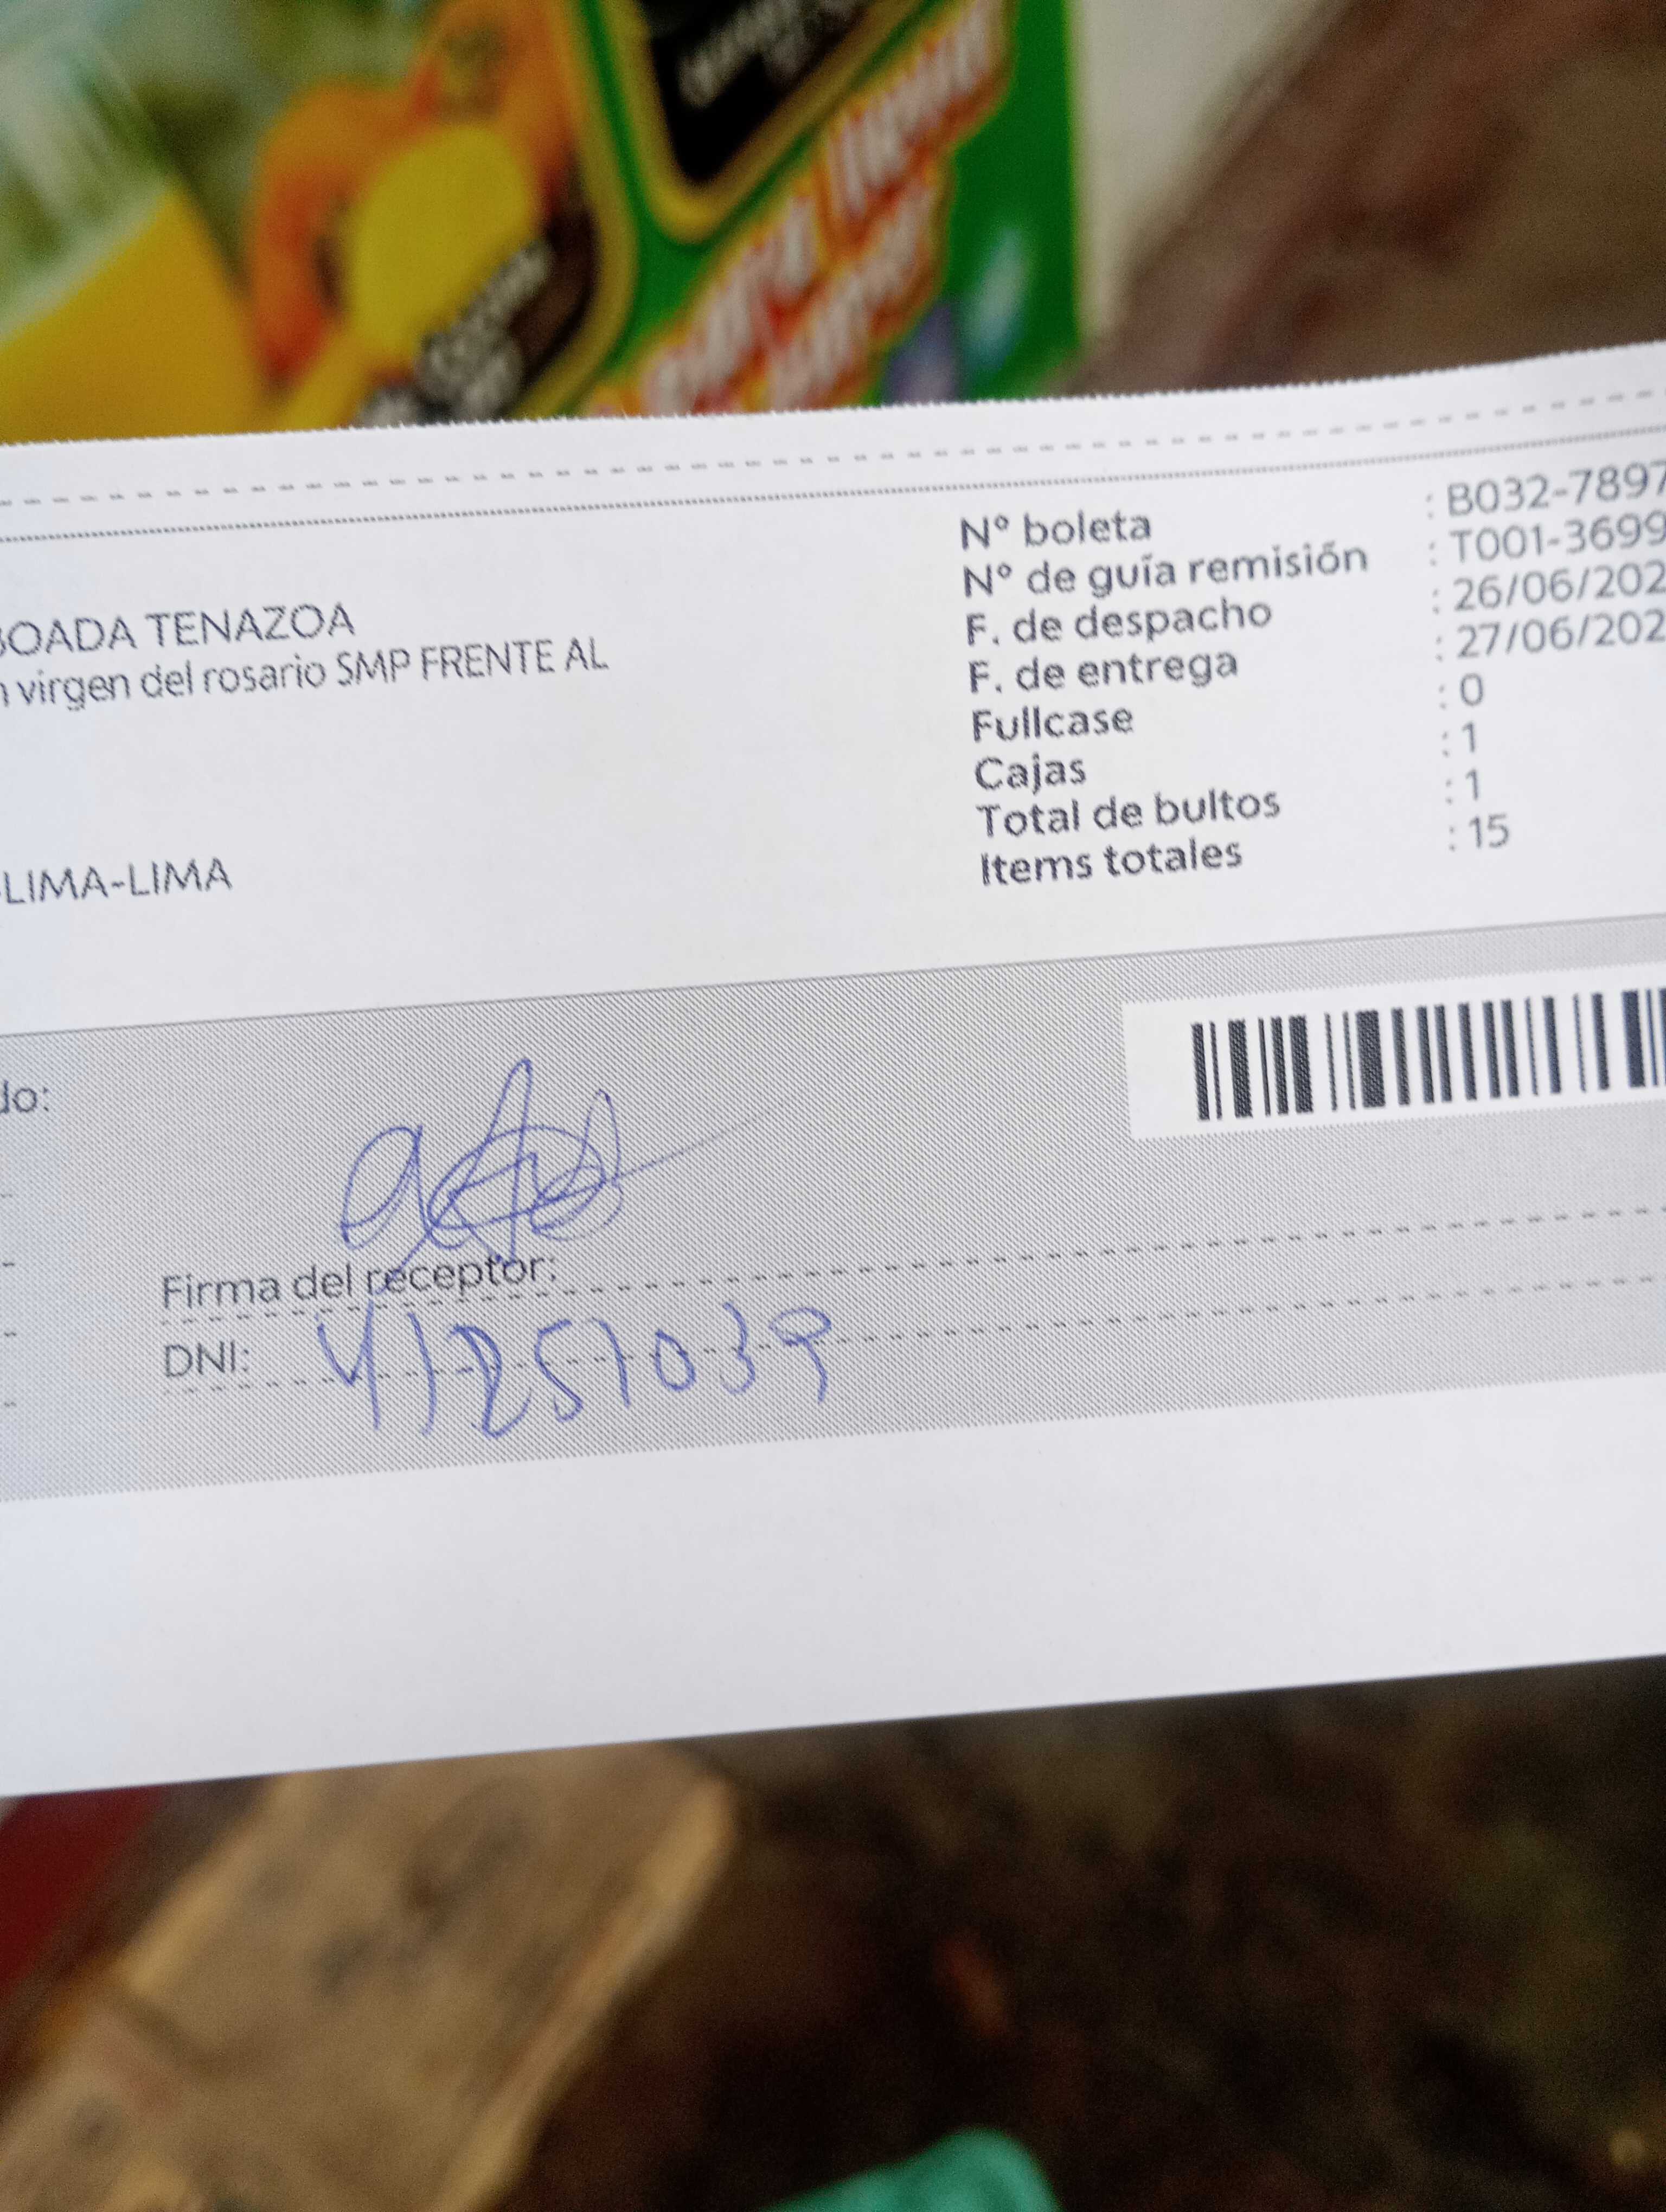 Nº boleta : B032-7897
Nº de guía remisión : T001-3699
F. de despacho : 26/06/202
F. de entrega : 27/06/202
Fullcase : 0
Cajas : 1
Total de bultos : 1
Items totales : 15
BOADA TENAZOA
virgen del rosario SMP FRENTE AL
-LIMA-LIMA
do:
Firma del receptor:
DNI: 41251039